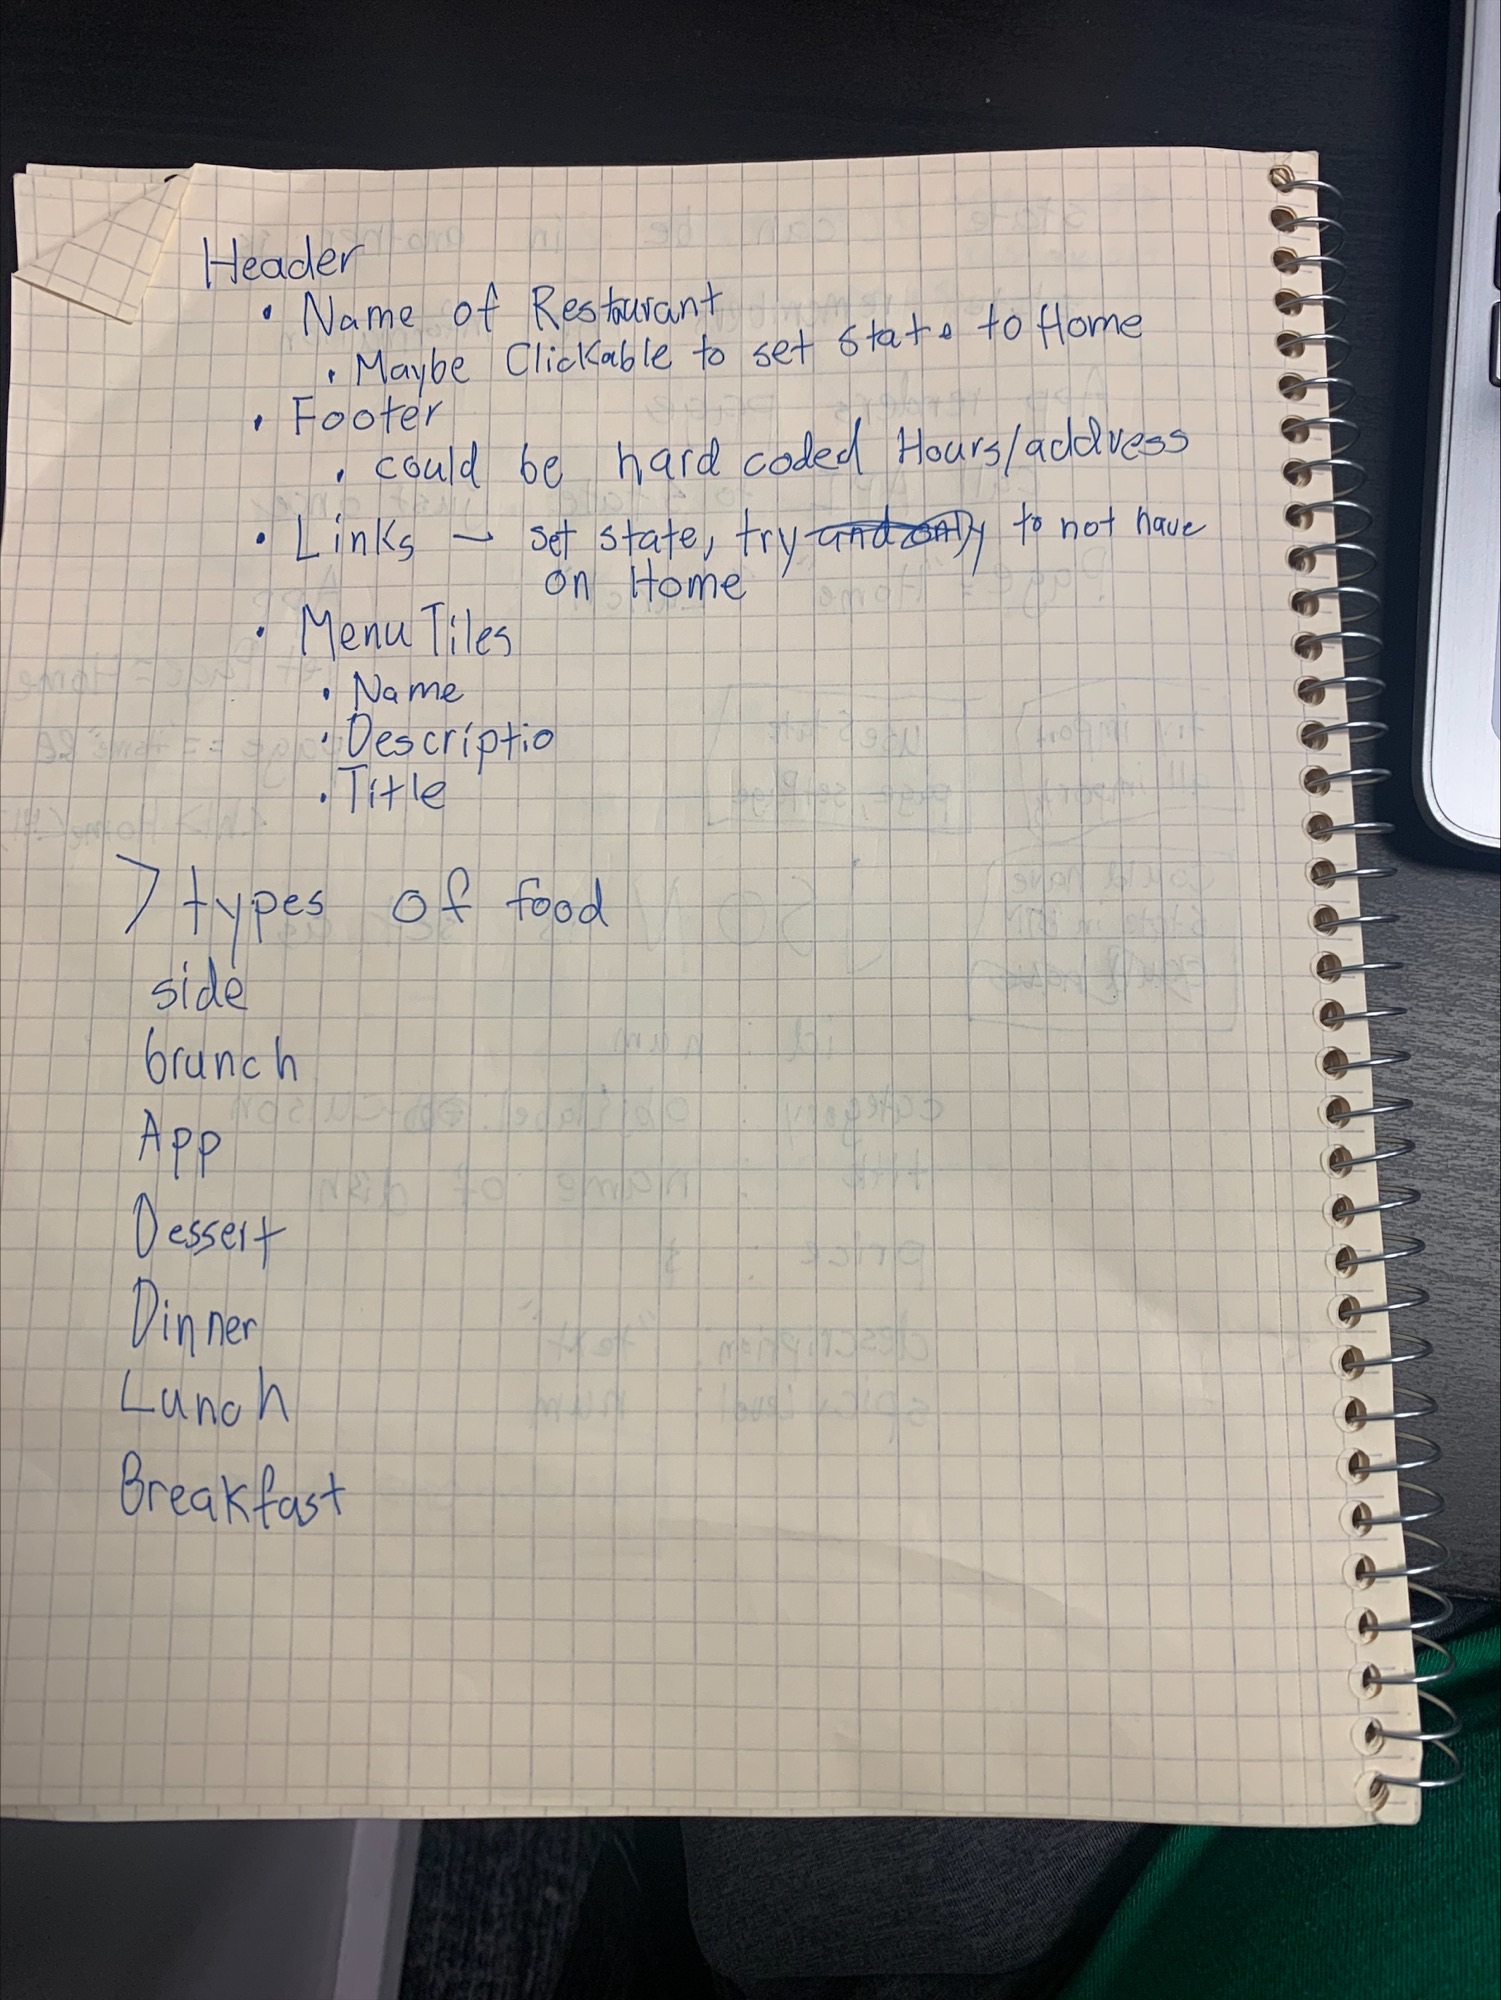 Header
• Name of Restaurant
• Maybe Clickable to set state to Home
• Footer
• could be hard coded Hours/address
• Links – set state, try to not have
on Home
• Menu Tiles
• Name
• Descriptio
• Title
7 types of food
side
brunch
App
Dessert
Dinner
Lunch
Breakfast